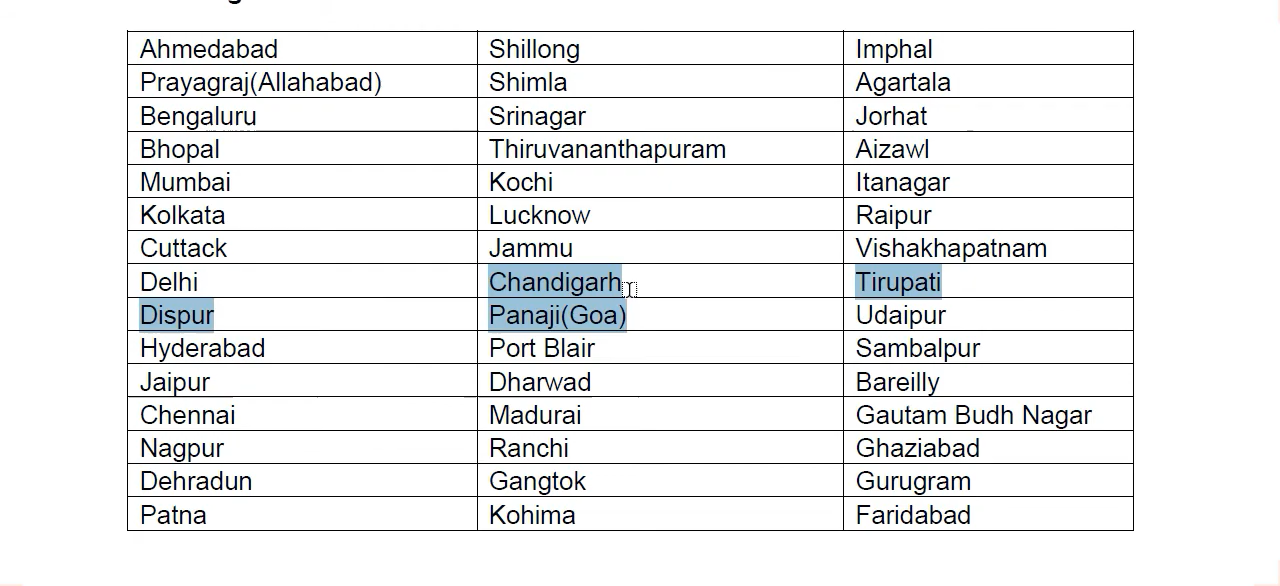 Ahmedabad Shillong Imphal
Prayagraj(Allahabad) Shimla Agartala
Bengaluru Srinagar Jorhat
Bhopal Thiruvananthapuram Aizawl
Mumbai Kochi Itanagar
Kolkata Lucknow Raipur
Cuttack Jammu Vishakhapatnam
Delhi Chandigarh Tirupati
Dispur Panaji(Goa) Udaipur
Hyderabad Port Blair Sambalpur
Jaipur Dharwad Bareilly
Chennai Madurai Gautam Budh Nagar
Nagpur Ranchi Ghaziabad
Dehradun Gangtok Gurugram
Patna Kohima Faridabad